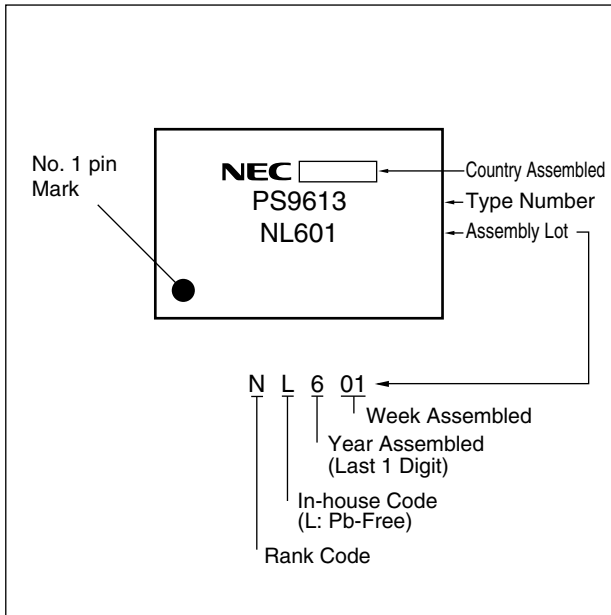 No. 1 pin
Mark
NEC
PS9613
NL601
Country Assembled
Type Number
Assembly Lot
N L 6 01
Week Assembled
Year Assembled
(Last 1 Digit)
In-house Code
(L: Pb-Free)
Rank Code